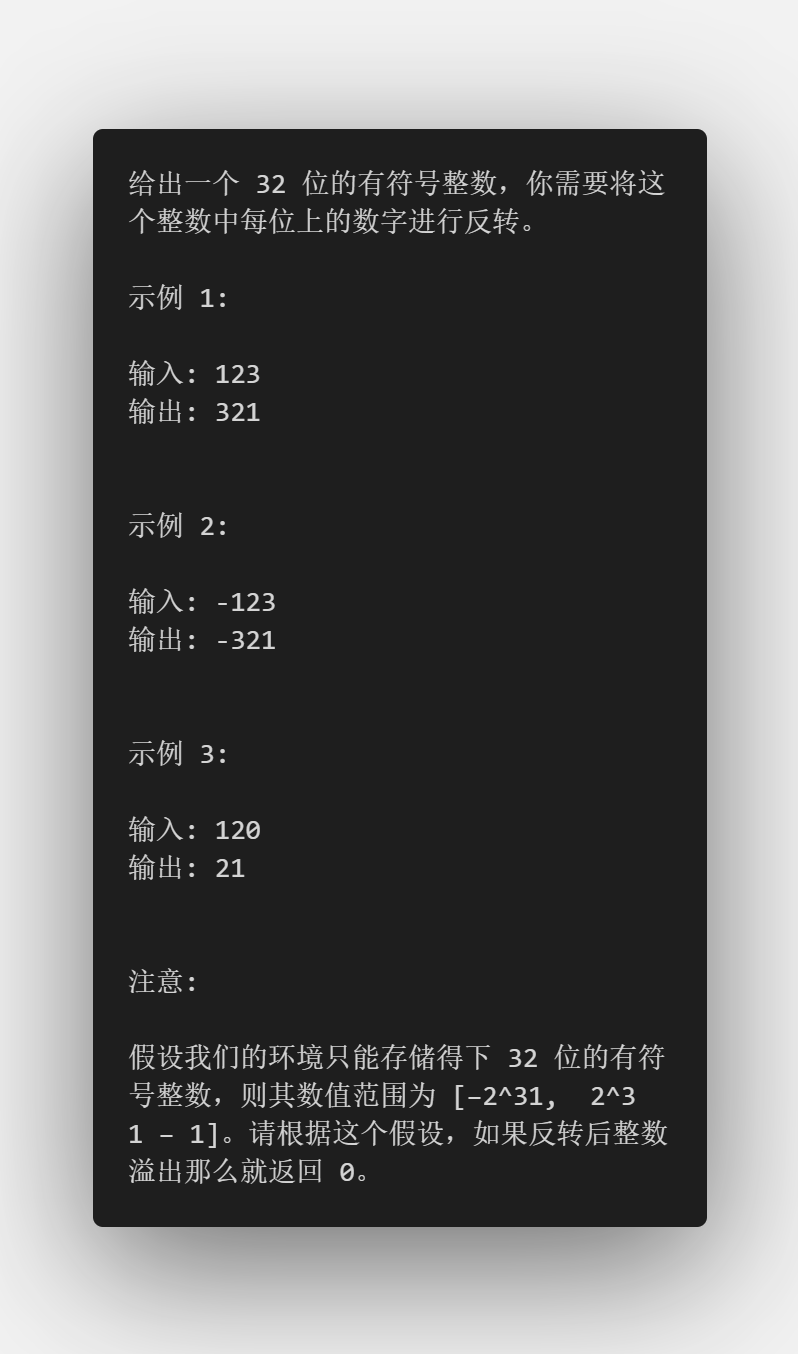 给出一个 32 位的有符号整数，你需要将这
个整数中每位上的数字进行反转。
示例 1:
输入: 123
输出: 321
示例 2:
输入: -123
输出: -321
示例 3:
输入: 120
输出: 21
注意:
假设我们的环境只能存储得下 32 位的有符
号整数，则其数值范围为 [−2^31,  2^3
1 − 1]。请根据这个假设，如果反转后整数
溢出那么就返回 0。